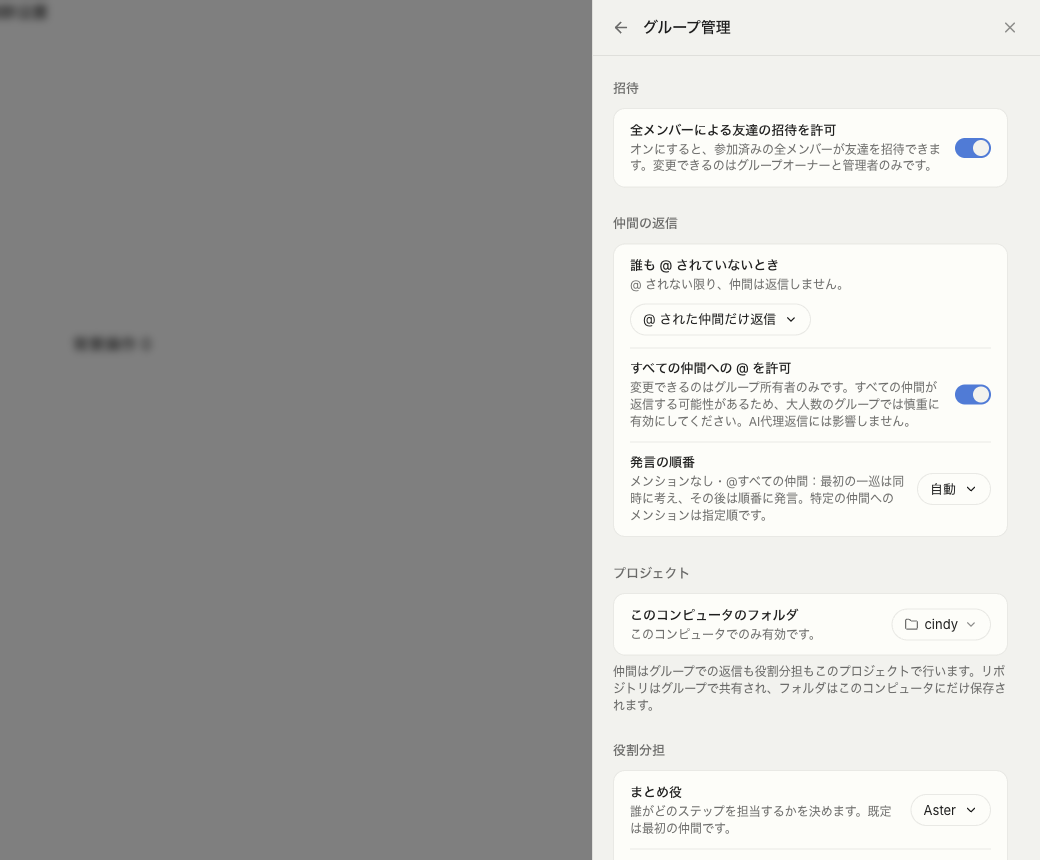 グループ管理
招待
全メンバーによる友達の招待を許可
オンにすると、参加済みの全メンバーが友達を招待できま
す。変更できるのはグループオーナーと管理者のみです。
仲間の返信
誰も @ されていないとき
@ されない限り、仲間は返信しません。
@ された仲間だけ返信
すべての仲間への @ を許可
変更できるのはグループ所有者のみです。すべての仲間が
返信する可能性があるため、大人数のグループでは慎重に
有効にしてください。AI代理返信には影響しません。
発言の順番
メンションなし・@すべての仲間：最初の一巡は同
時に考え、その後は順番に発言。特定の仲間への
メンションは指定順です。
自動
プロジェクト
このコンピュータのフォルダ
このコンピュータでのみ有効です。
cindy
仲間はグループでの返信も役割分担もこのプロジェクトで行います。リポ
ジトリはグループで共有され、フォルダはこのコンピュータにだけ保存さ
れます。
役割分担
まとめ役
誰がどのステップを担当するかを決めます。既定
は最初の仲間です。
Aster